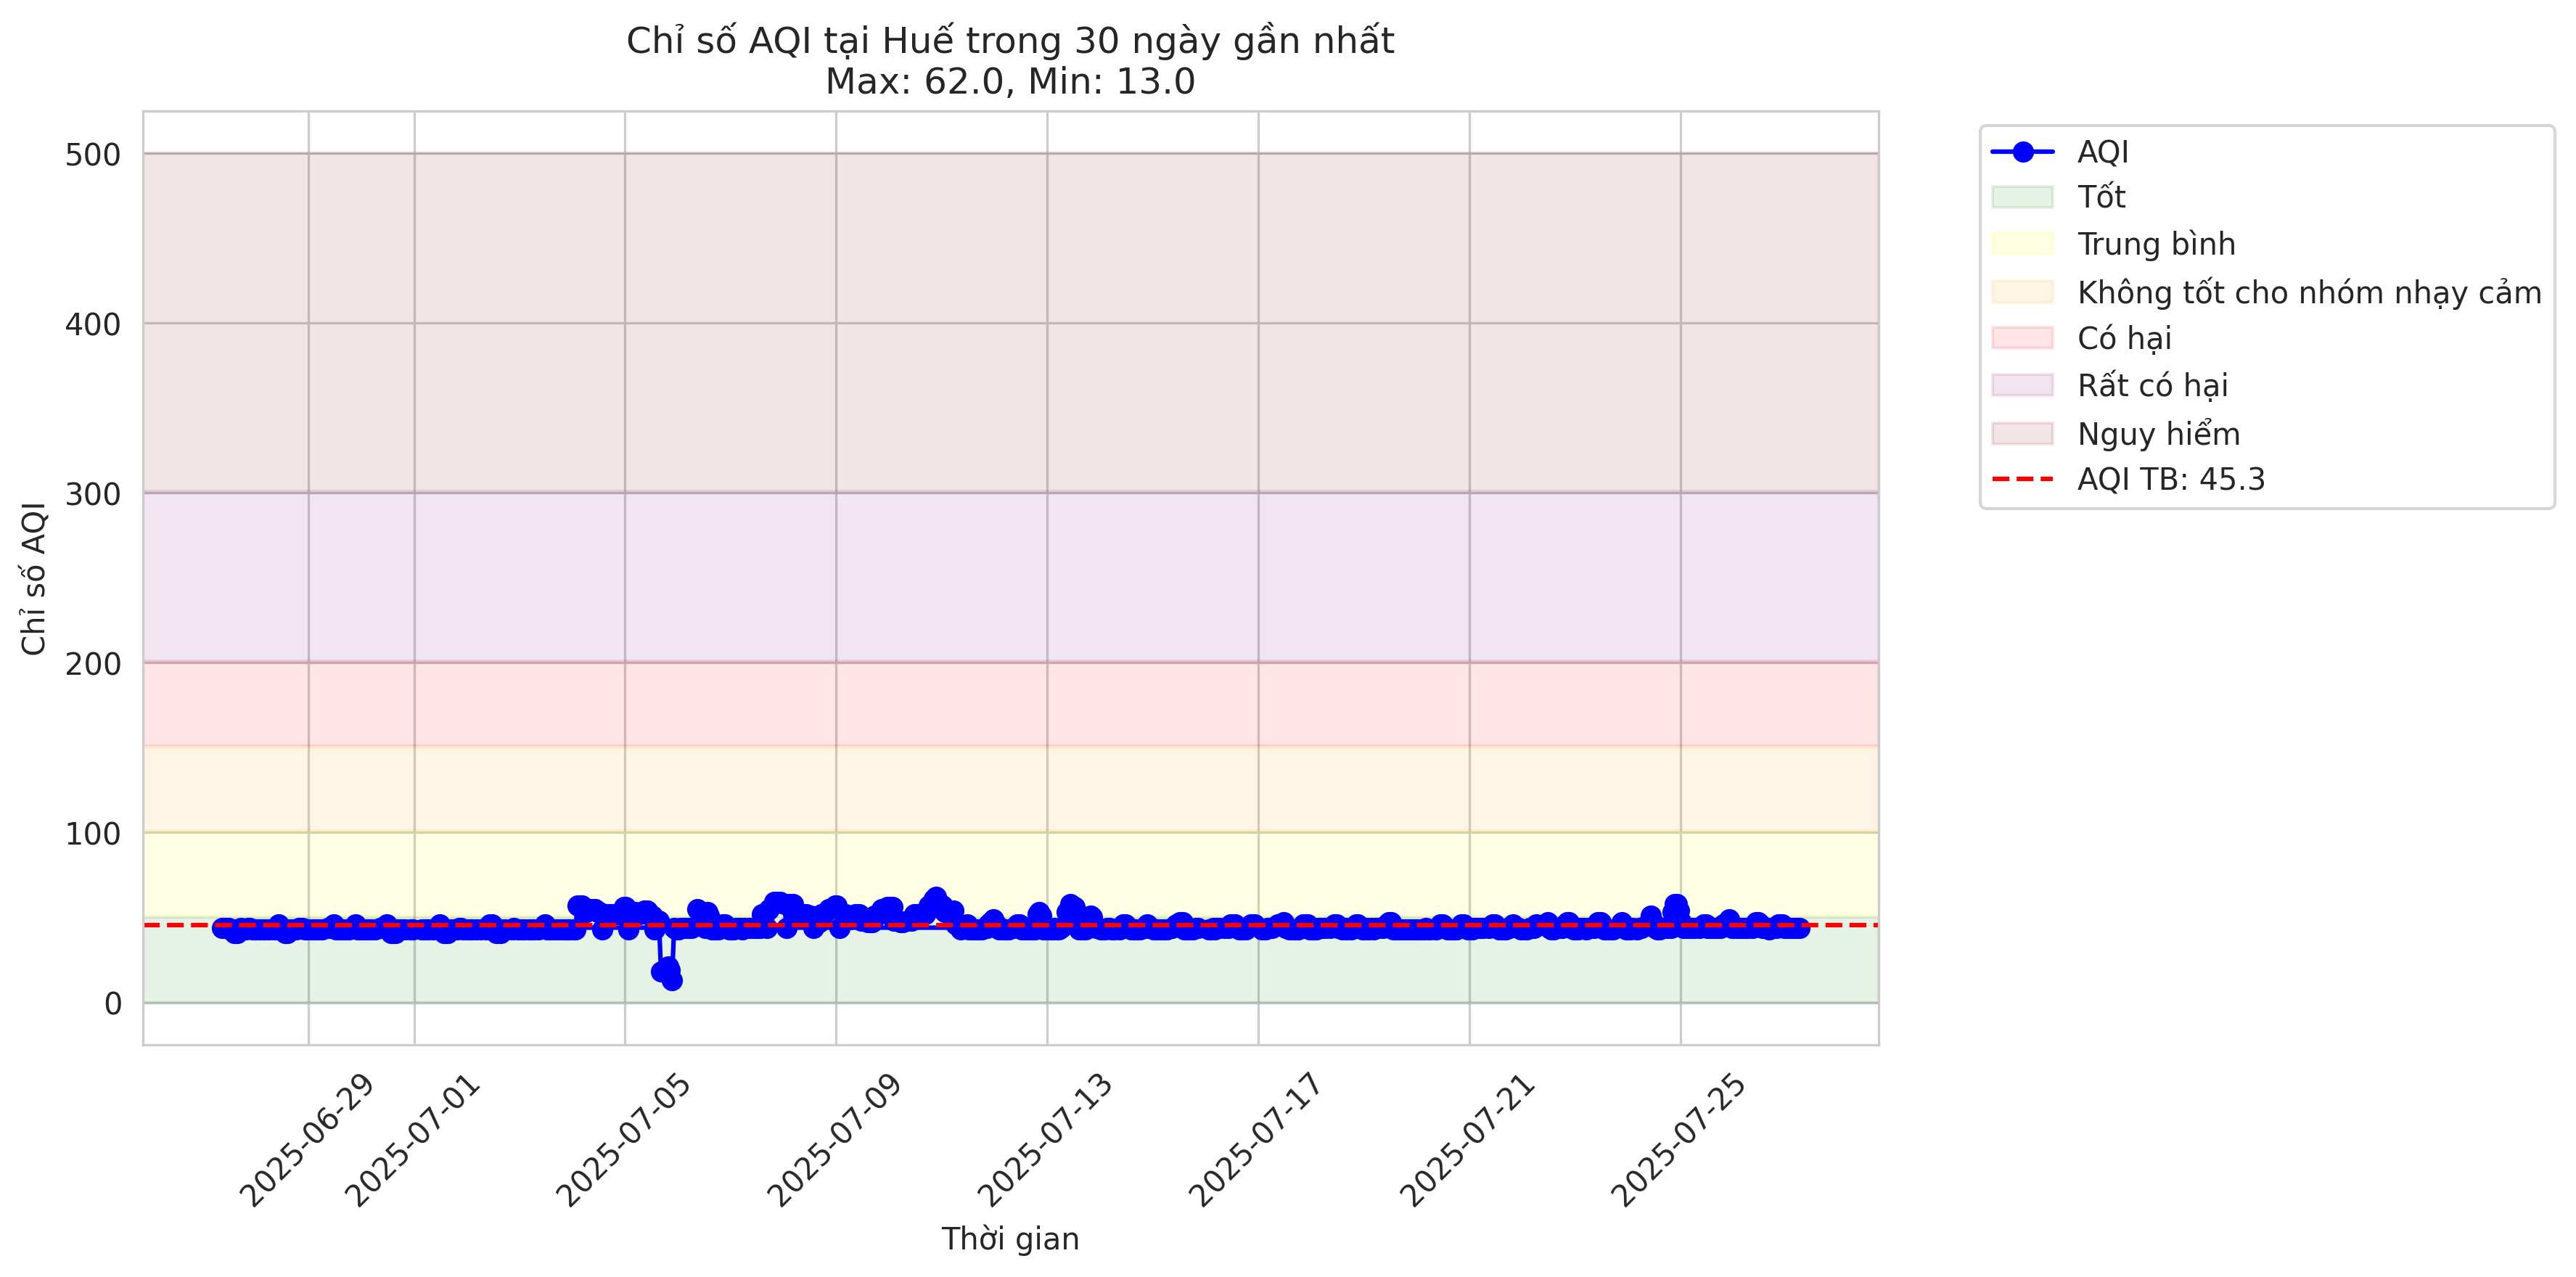 Chỉ số AQI tại Huế trong 30 ngày gần nhất
Max: 62.0, Min: 13.0
Chỉ số AQI
500
400
300
200
100
0
2025-06-29
2025-07-01
2025-07-05
2025-07-09
2025-07-13
2025-07-17
2025-07-21
2025-07-25
Thời gian
AQI
Tốt
Trung bình
Không tốt cho nhóm nhạy cảm
Có hại
Rất có hại
Nguy hiểm
AQI TB: 45.3